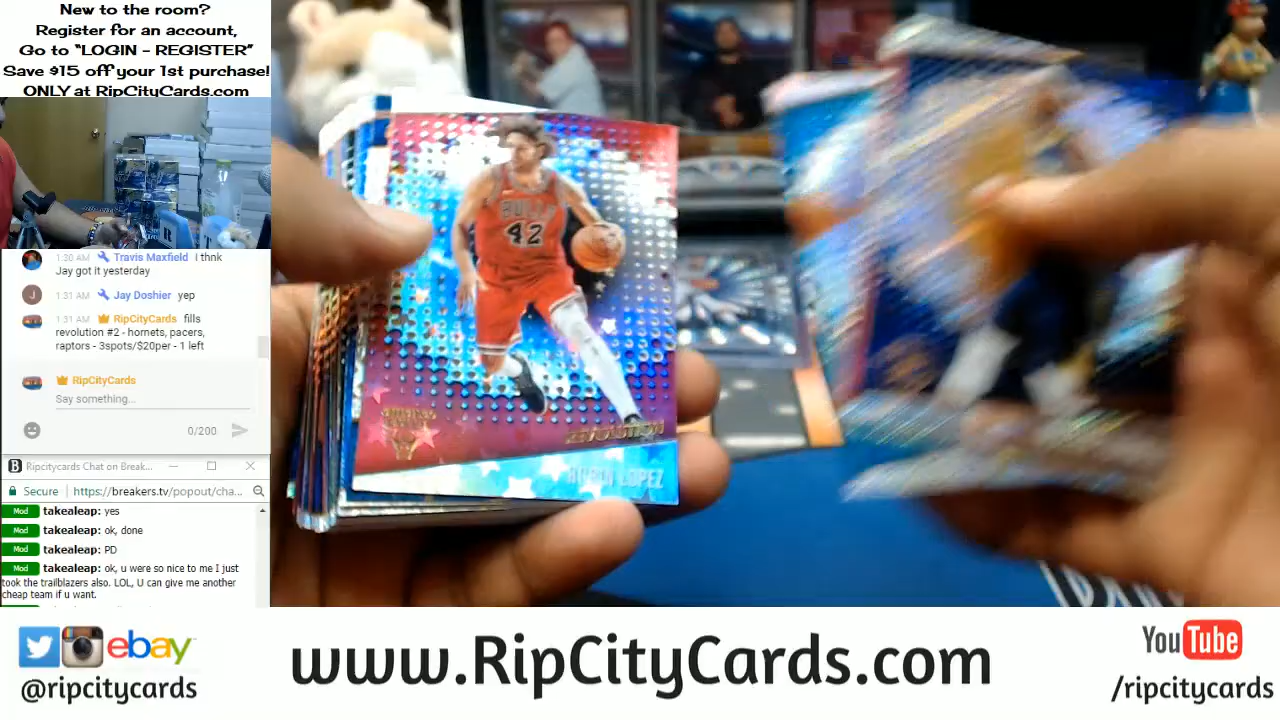 New to the room?
Register for an account,
Go to “LOGIN - REGISTER”
Save $15 off your 1st purchase!
ONLY at RipCityCards.com
1:30 AM Travis Maxfield i thnk
Jay got it yesterday
J 1:31 AM Jay Doshier yep
1:31 AM RipCityCards fills
revolution #2 - hornets, pacers,
raptors - 3spots/$20per - 1 left
RipCityCards
Say something...
0/200
Ripcitycards Chat on Break...
Secure https://breakers.tv/popout/cha...
Mod takealeap: yes
Mod takealeap: ok, done
Mod takealeap: PD
Mod takealeap: ok, u were so nice to me I just
took the trailblazers also. LOL, U can give me another
cheap team if u want.
BULLS
42
REVOLUTION
ROBIN LOPEZ
ebay
@ripcitycards
www.RipCityCards.com
YouTube
/ripcitycards